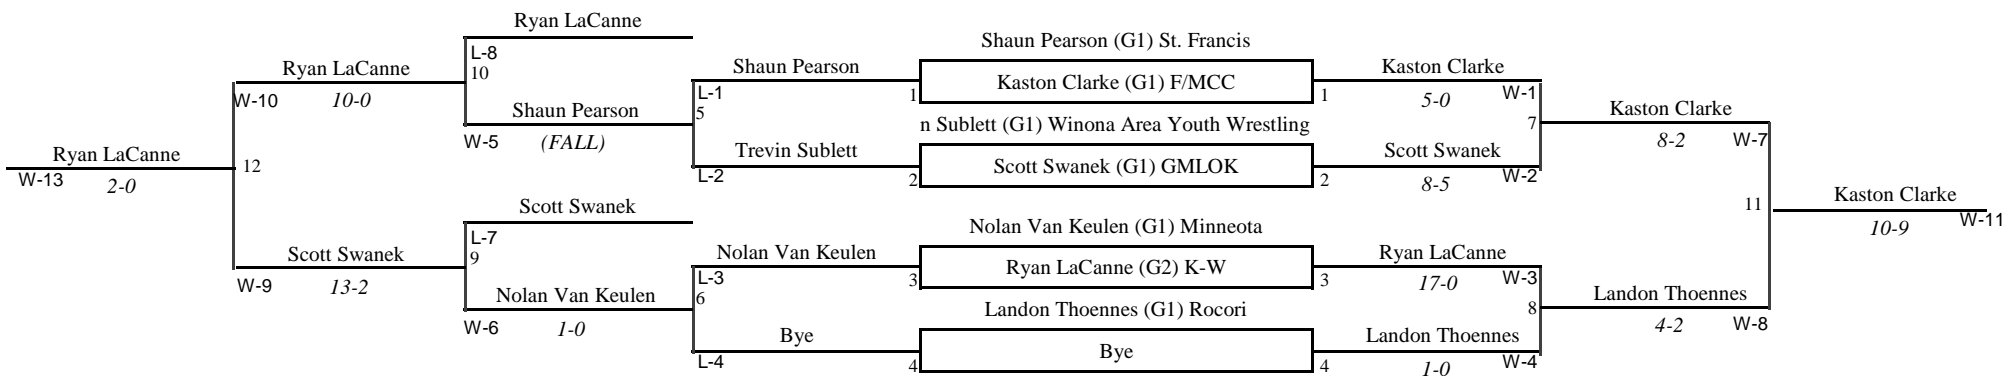 Ryan LaCanne
L-8
10
Ryan LaCanne
W-10
10-0
Shaun Pearson
W-5
(FALL)
Ryan LaCanne
W-13
2-0
12
Scott Swanek
L-7
9
Scott Swanek
W-9
13-2
Nolan Van Keulen
W-6
1-0
Shaun Pearson
L-1
5
Trevin Sublett
L-2
Nolan Van Keulen
L-3
6
Bye
L-4
Shaun Pearson (G1) St. Francis
1 Kaston Clarke (G1) F/MCC 1
n Sublett (G1) Winona Area Youth Wrestling
2 Scott Swanek (G1) GMLOK 2
Nolan Van Keulen (G1) Minneota
3 Ryan LaCanne (G2) K-W 3
Landon Thoennes (G1) Rocori
4 Bye 4
Kaston Clarke
5-0
W-1
7
Scott Swanek
8-5
W-2
Ryan LaCanne
17-0
W-3
8
Landon Thoennes
1-0
W-4
Kaston Clarke
8-2
W-7
11
Landon Thoennes
4-2
W-8
Kaston Clarke
10-9
W-11